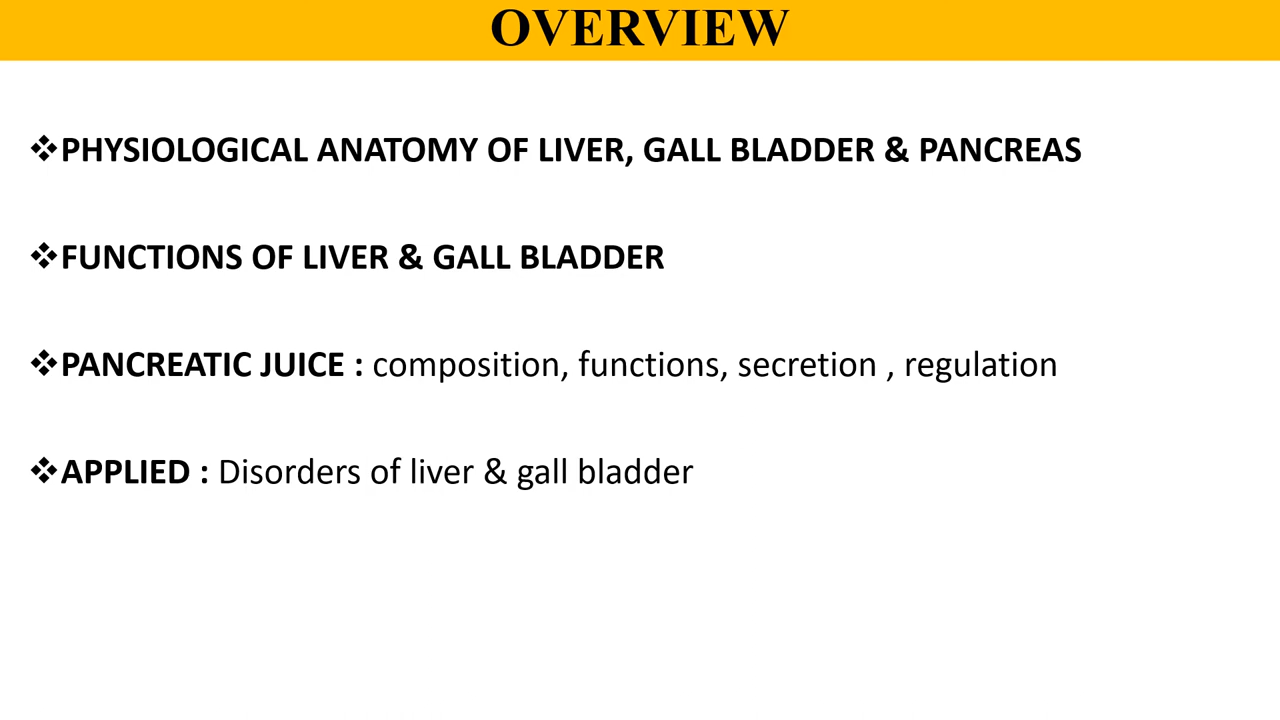 OVERVIEW
❖PHYSIOLOGICAL ANATOMY OF LIVER, GALL BLADDER & PANCREAS
❖FUNCTIONS OF LIVER & GALL BLADDER
❖PANCREATIC JUICE : composition, functions, secretion , regulation
❖APPLIED : Disorders of liver & gall bladder